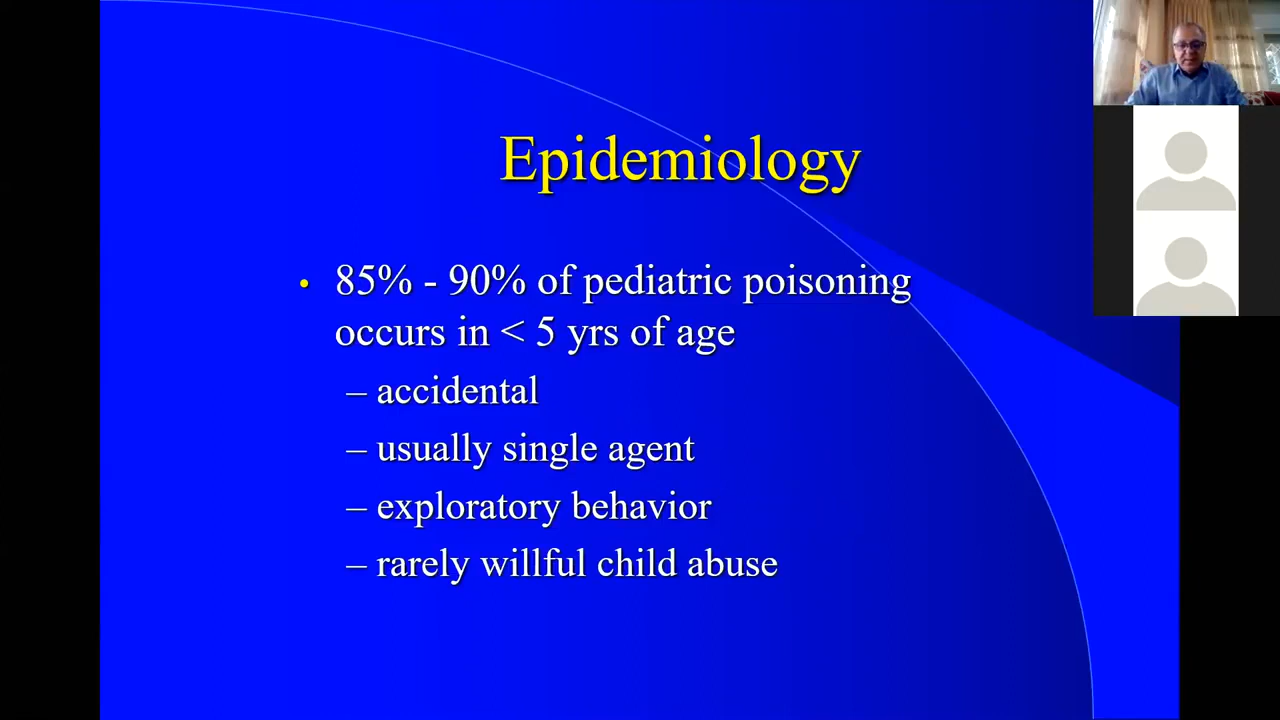 Epidemiology
• 85% - 90% of pediatric poisoning
occurs in < 5 yrs of age
– accidental
– usually single agent
– exploratory behavior
– rarely willful child abuse